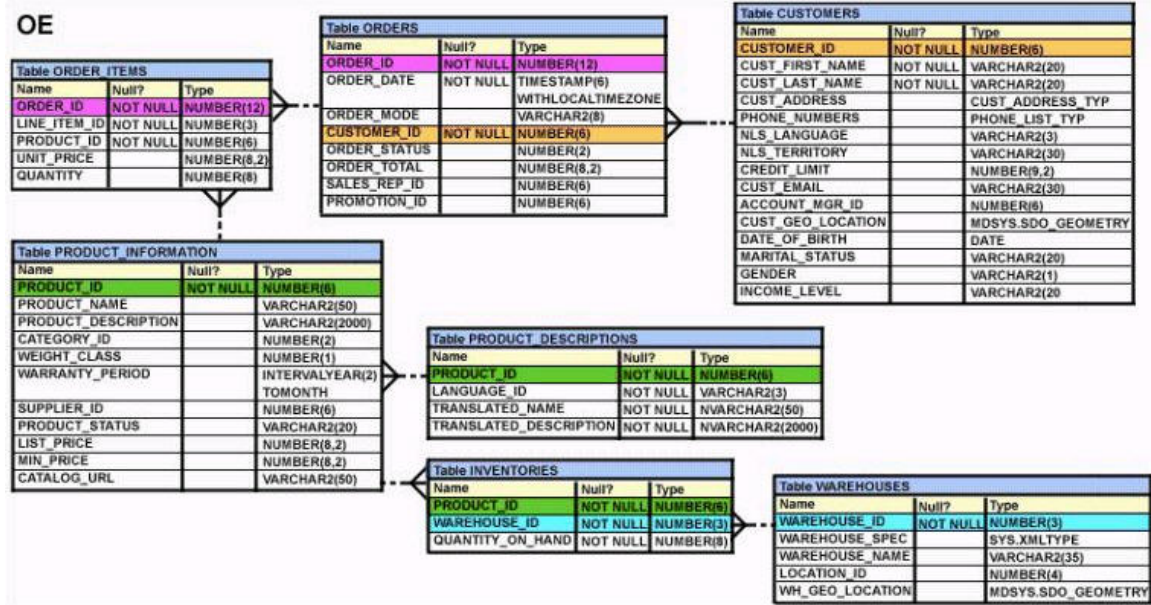 OE
Table ORDER_ITEMS
Name Null? Type
ORDER_ID NOT NULL NUMBER(12)
LINE_ITEM_ID NOT NULL NUMBER(3)
PRODUCT_ID NOT NULL NUMBER(6)
UNIT_PRICE NUMBER(8,2)
QUANTITY NUMBER(8)
Table ORDERS
Name Null? Type
ORDER_ID NOT NULL NUMBER(12)
ORDER_DATE NOT NULL TIMESTAMP(6)
WITHLOCALTIMEZONE
ORDER_MODE VARCHAR2(8)
CUSTOMER_ID NOT NULL NUMBER(6)
ORDER_STATUS NUMBER(2)
ORDER_TOTAL NUMBER(8,2)
SALES_REP_ID NUMBER(6)
PROMOTION_ID NUMBER(6)
Table CUSTOMERS
Name Null? Type
CUSTOMER_ID NOT NULL NUMBER(6)
CUST_FIRST_NAME NOT NULL VARCHAR2(20)
CUST_LAST_NAME NOT NULL VARCHAR2(20)
CUST_ADDRESS CUST_ADDRESS_TYP
PHONE_NUMBERS PHONE_LIST_TYP
NLS_LANGUAGE VARCHAR2(3)
NLS_TERRITORY VARCHAR2(30)
CREDIT_LIMIT NUMBER(9,2)
CUST_EMAIL VARCHAR2(30)
ACCOUNT_MGR_ID NUMBER(6)
CUST_GEO_LOCATION MDSYS.SDO_GEOMETRY
DATE_OF_BIRTH DATE
MARITAL_STATUS VARCHAR2(20)
GENDER VARCHAR2(1)
INCOME_LEVEL VARCHAR2(20
Table PRODUCT_INFORMATION
Name Null? Type
PRODUCT_ID NOT NULL NUMBER(6)
PRODUCT_NAME VARCHAR2(50)
PRODUCT_DESCRIPTION VARCHAR2(2000)
CATEGORY_ID NUMBER(2)
WEIGHT_CLASS NUMBER(1)
WARRANTY_PERIOD INTERVALYEAR(2)
TOMONTH
SUPPLIER_ID NUMBER(6)
PRODUCT_STATUS VARCHAR2(20)
LIST_PRICE NUMBER(8,2)
MIN_PRICE NUMBER(8,2)
CATALOG_URL VARCHAR2(50)
Table PRODUCT_DESCRIPTIONS
Name Null? Type
PRODUCT_ID NOT NULL NUMBER(6)
LANGUAGE_ID NOT NULL VARCHAR2(3)
TRANSLATED_NAME NOT NULL NVARCHAR2(50)
TRANSLATED_DESCRIPTION NOT NULL NVARCHAR2(2000)
Table INVENTORIES
Name Null? Type
PRODUCT_ID NOT NULL NUMBER(6)
WAREHOUSE_ID NOT NULL NUMBER(3)
QUANTITY_ON_HAND NOT NULL NUMBER(8)
Table WAREHOUSES
Name Null? Type
WAREHOUSE_ID NOT NULL NUMBER(3)
WAREHOUSE_SPEC SYS.XMLTYPE
WAREHOUSE_NAME VARCHAR2(35)
LOCATION_ID NUMBER(4)
WH_GEO_LOCATION MDSYS.SDO_GEOMETRY